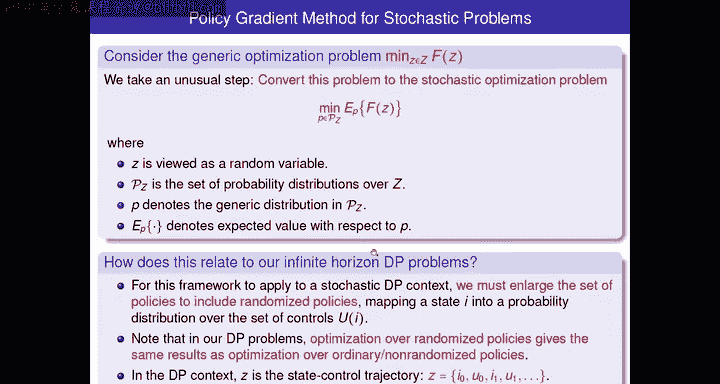 Policy Gradient Method for Stochastic Problems
Consider the generic optimization problem min_{z∈Z} F(z)
We take an unusual step: Convert this problem to the stochastic optimization problem
min_{p∈𝒫_Z} E_p{F(z)}
where
z is viewed as a random variable.
𝒫_Z is the set of probability distributions over Z.
p denotes the generic distribution in 𝒫_Z.
E_p{·} denotes expected value with respect to p.
How does this relate to our infinite horizon DP problems?
For this framework to apply to a stochastic DP context, we must enlarge the set of
policies to include randomized policies, mapping a state i into a probability
distribution over the set of controls U(i).
Note that in our DP problems, optimization over randomized policies gives the
same results as optimization over ordinary/nonrandomized policies.
In the DP context, z is the state-control trajectory: z = {i₀, u₀, i₁, u₁, ...}.